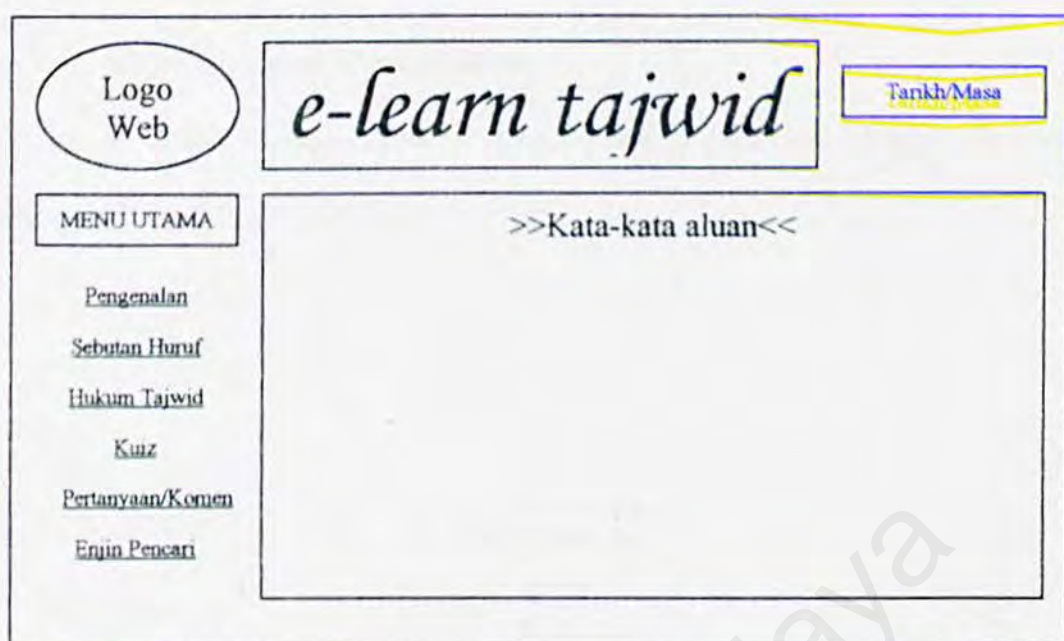 Logo
Web
e-learn tajwid
Tarikh/Masa
MENU UTAMA
>>Kata-kata aluan<<
Pengenalan
Sebutan Huruf
Hukum Tajwid
Kuiz
Pertanyaan/Komen
Enjin Pencari